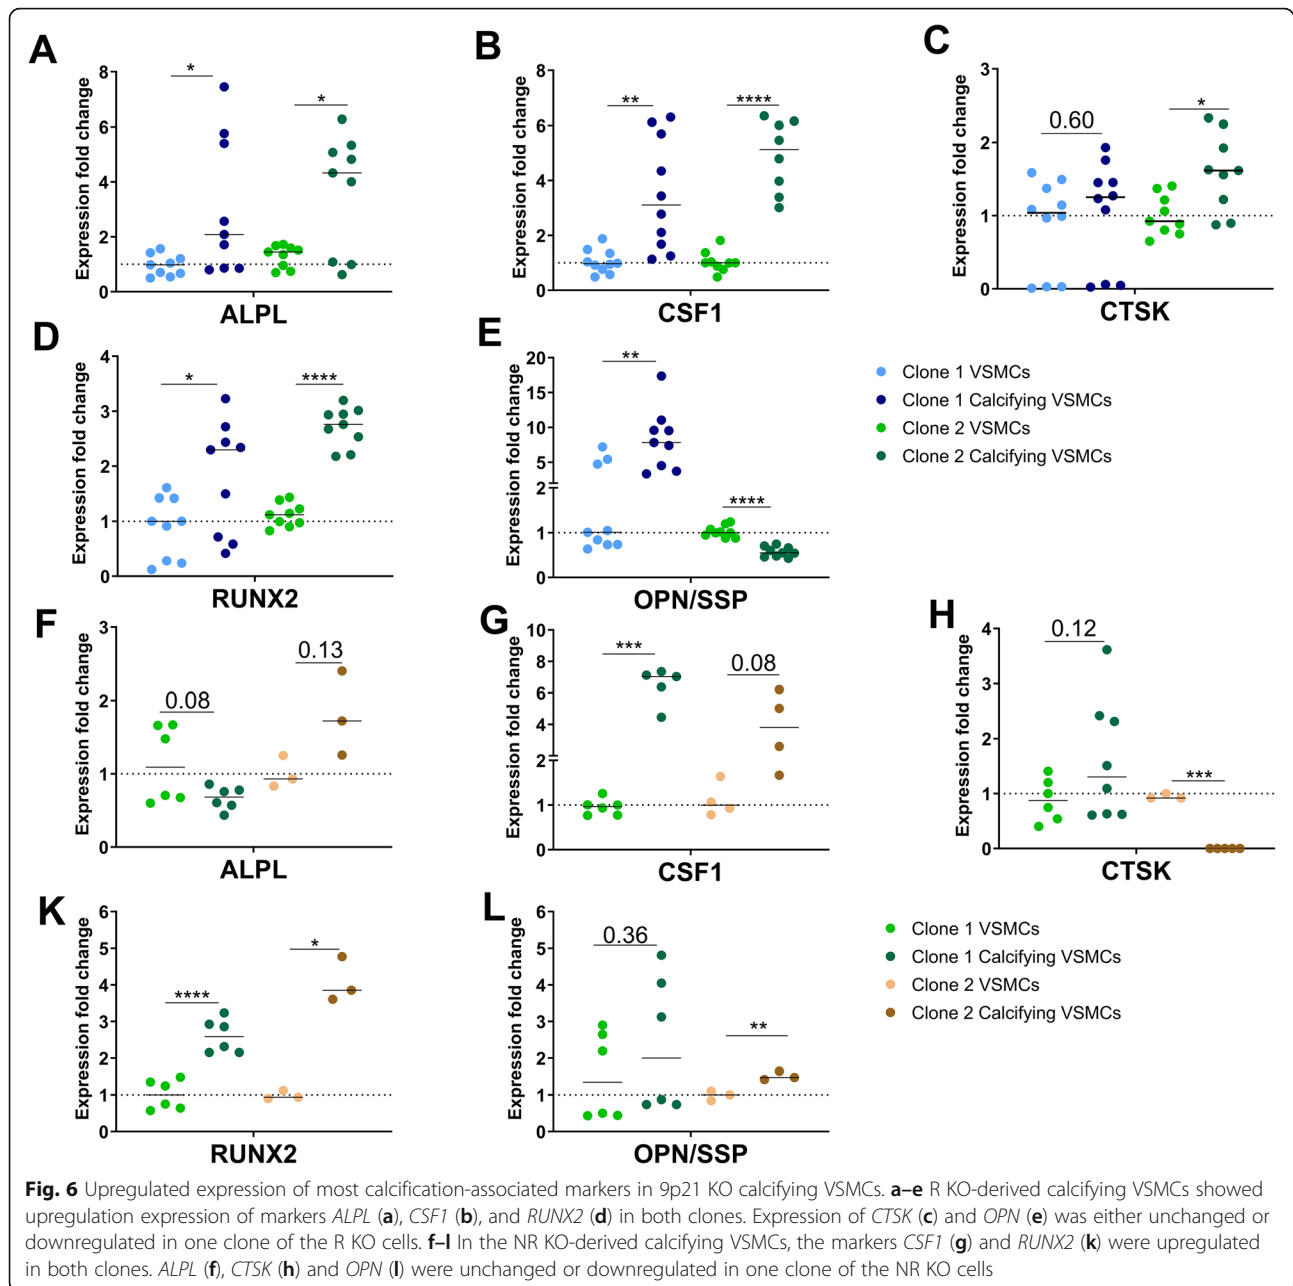 A
Expression fold change
8
6
4
2
0
*
*
ALPL
B
Expression fold change
8
6
4
2
0
**
****
CSF1
C
Expression fold change
3
2
1
0
0.60
*
CTSK
D
Expression fold change
4
3
2
1
0
*
****
RUNX2
E
Expression fold change
20
15
10
5
2
1
0
**
****
OPN/SSP
Clone 1 VSMCs
Clone 1 Calcifying VSMCs
Clone 2 VSMCs
Clone 2 Calcifying VSMCs
F
Expression fold change
3
2
1
0
0.08
0.13
ALPL
G
Expression fold change
10
8
6
4
2
1
0
***
0.08
CSF1
H
Expression fold change
4
3
2
1
0
0.12
***
CTSK
K
Expression fold change
6
5
4
3
2
1
0
****
*
RUNX2
L
Expression fold change
6
5
4
3
2
1
0
0.36
**
OPN/SSP
Clone 1 VSMCs
Clone 1 Calcifying VSMCs
Clone 2 VSMCs
Clone 2 Calcifying VSMCs
Fig. 6 Upregulated expression of most calcification-associated markers in 9p21 KO calcifying VSMCs. a–e R KO-derived calcifying VSMCs showed
upregulation expression of markers ALPL (a), CSF1 (b), and RUNX2 (d) in both clones. Expression of CTSK (c) and OPN (e) was either unchanged or
downregulated in one clone of the R KO cells. f–l In the NR KO-derived calcifying VSMCs, the markers CSF1 (g) and RUNX2 (k) were upregulated
in both clones. ALPL (f), CTSK (h) and OPN (l) were unchanged or downregulated in one clone of the NR KO cells